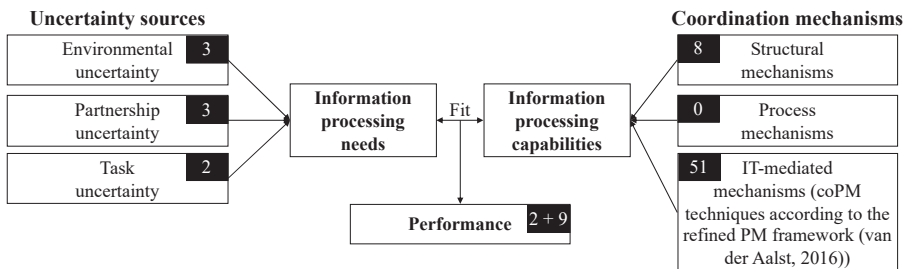 Uncertainty sources
Environmental
uncertainty
3
Partnership
uncertainty
3
Task
uncertainty
2
Information
processing
needs
Fit
Information
processing
capabilities
Performance
2 + 9
Coordination mechanisms
8
Structural
mechanisms
0
Process
mechanisms
51
IT-mediated
mechanisms (coPM
techniques according to the
refined PM framework (van
der Aalst, 2016))